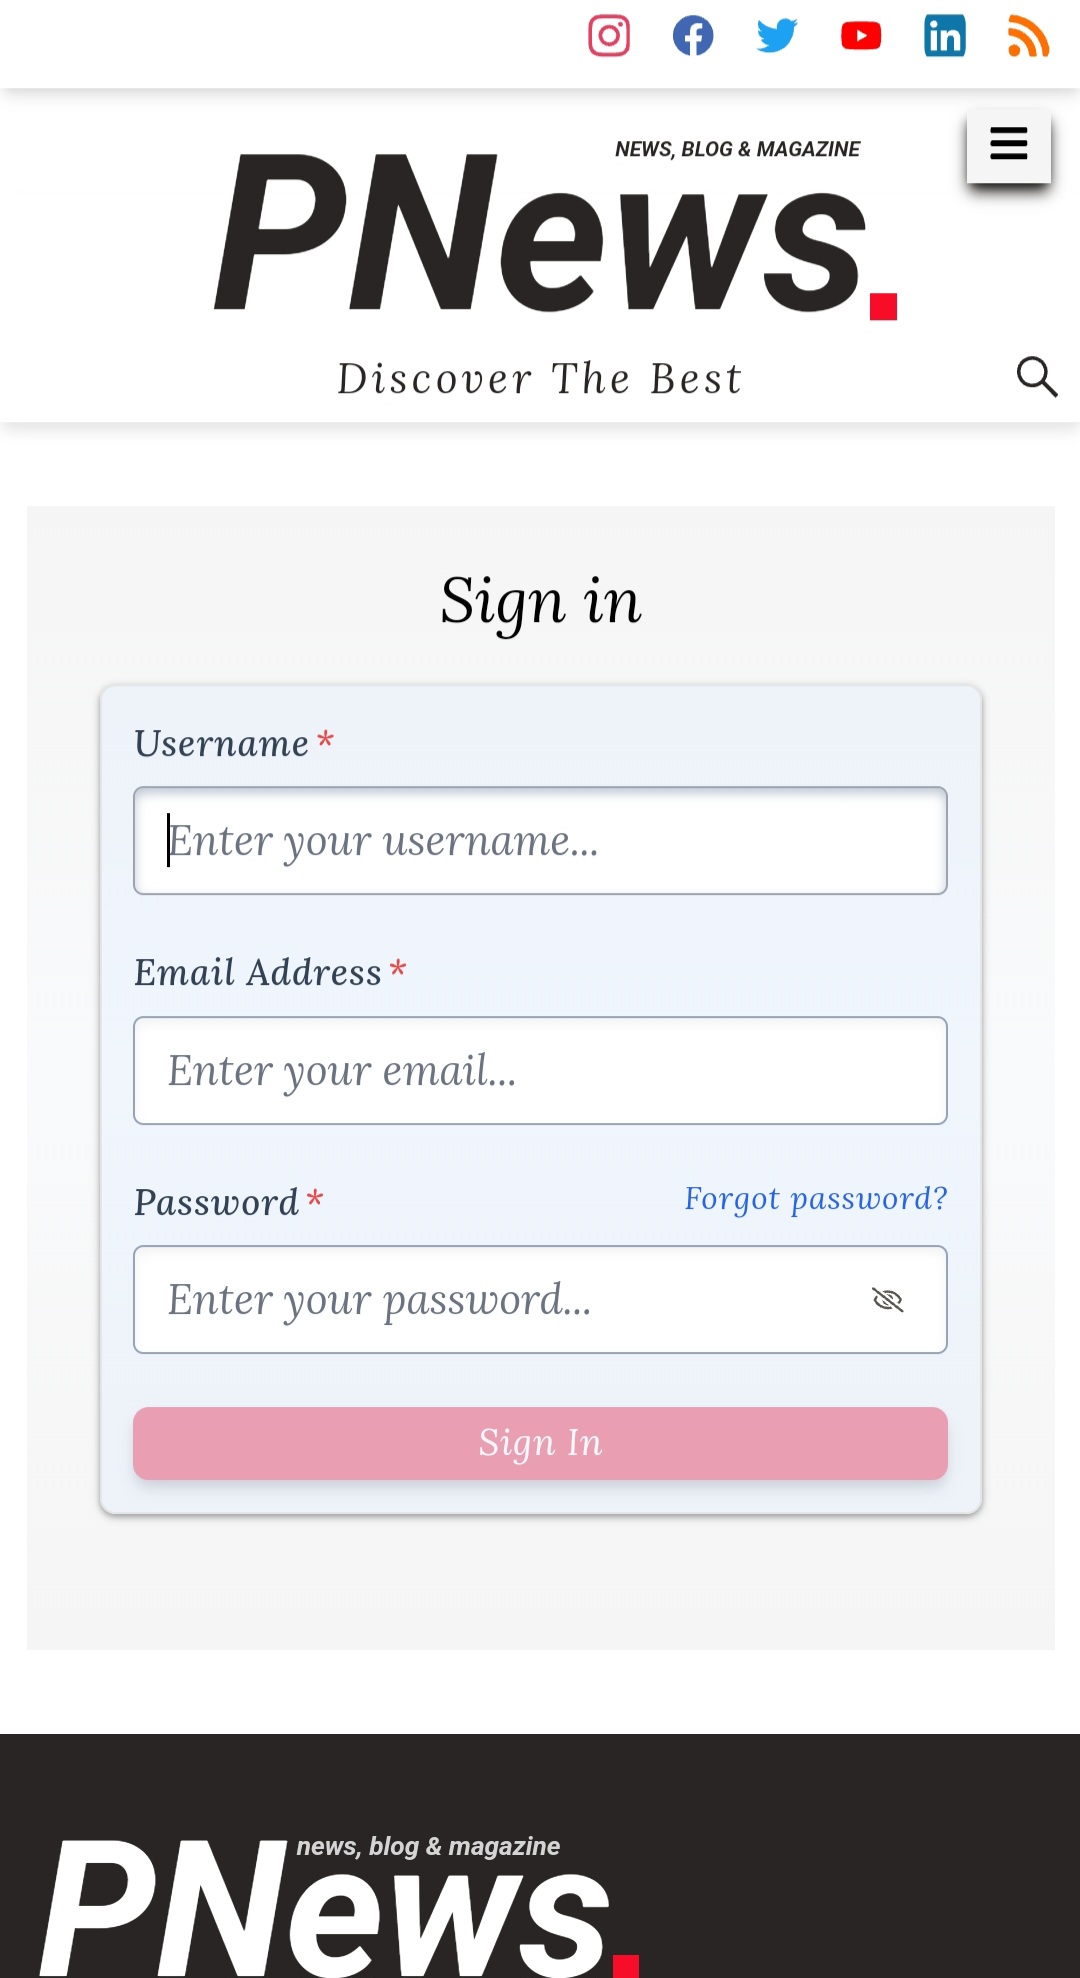 NEWS, BLOG & MAGAZINE
PNews.
Discover The Best
Sign in
Username *
Enter your username...
Email Address *
Enter your email...
Password *
Forgot password?
Enter your password...
Sign In
news, blog & magazine
PNews.